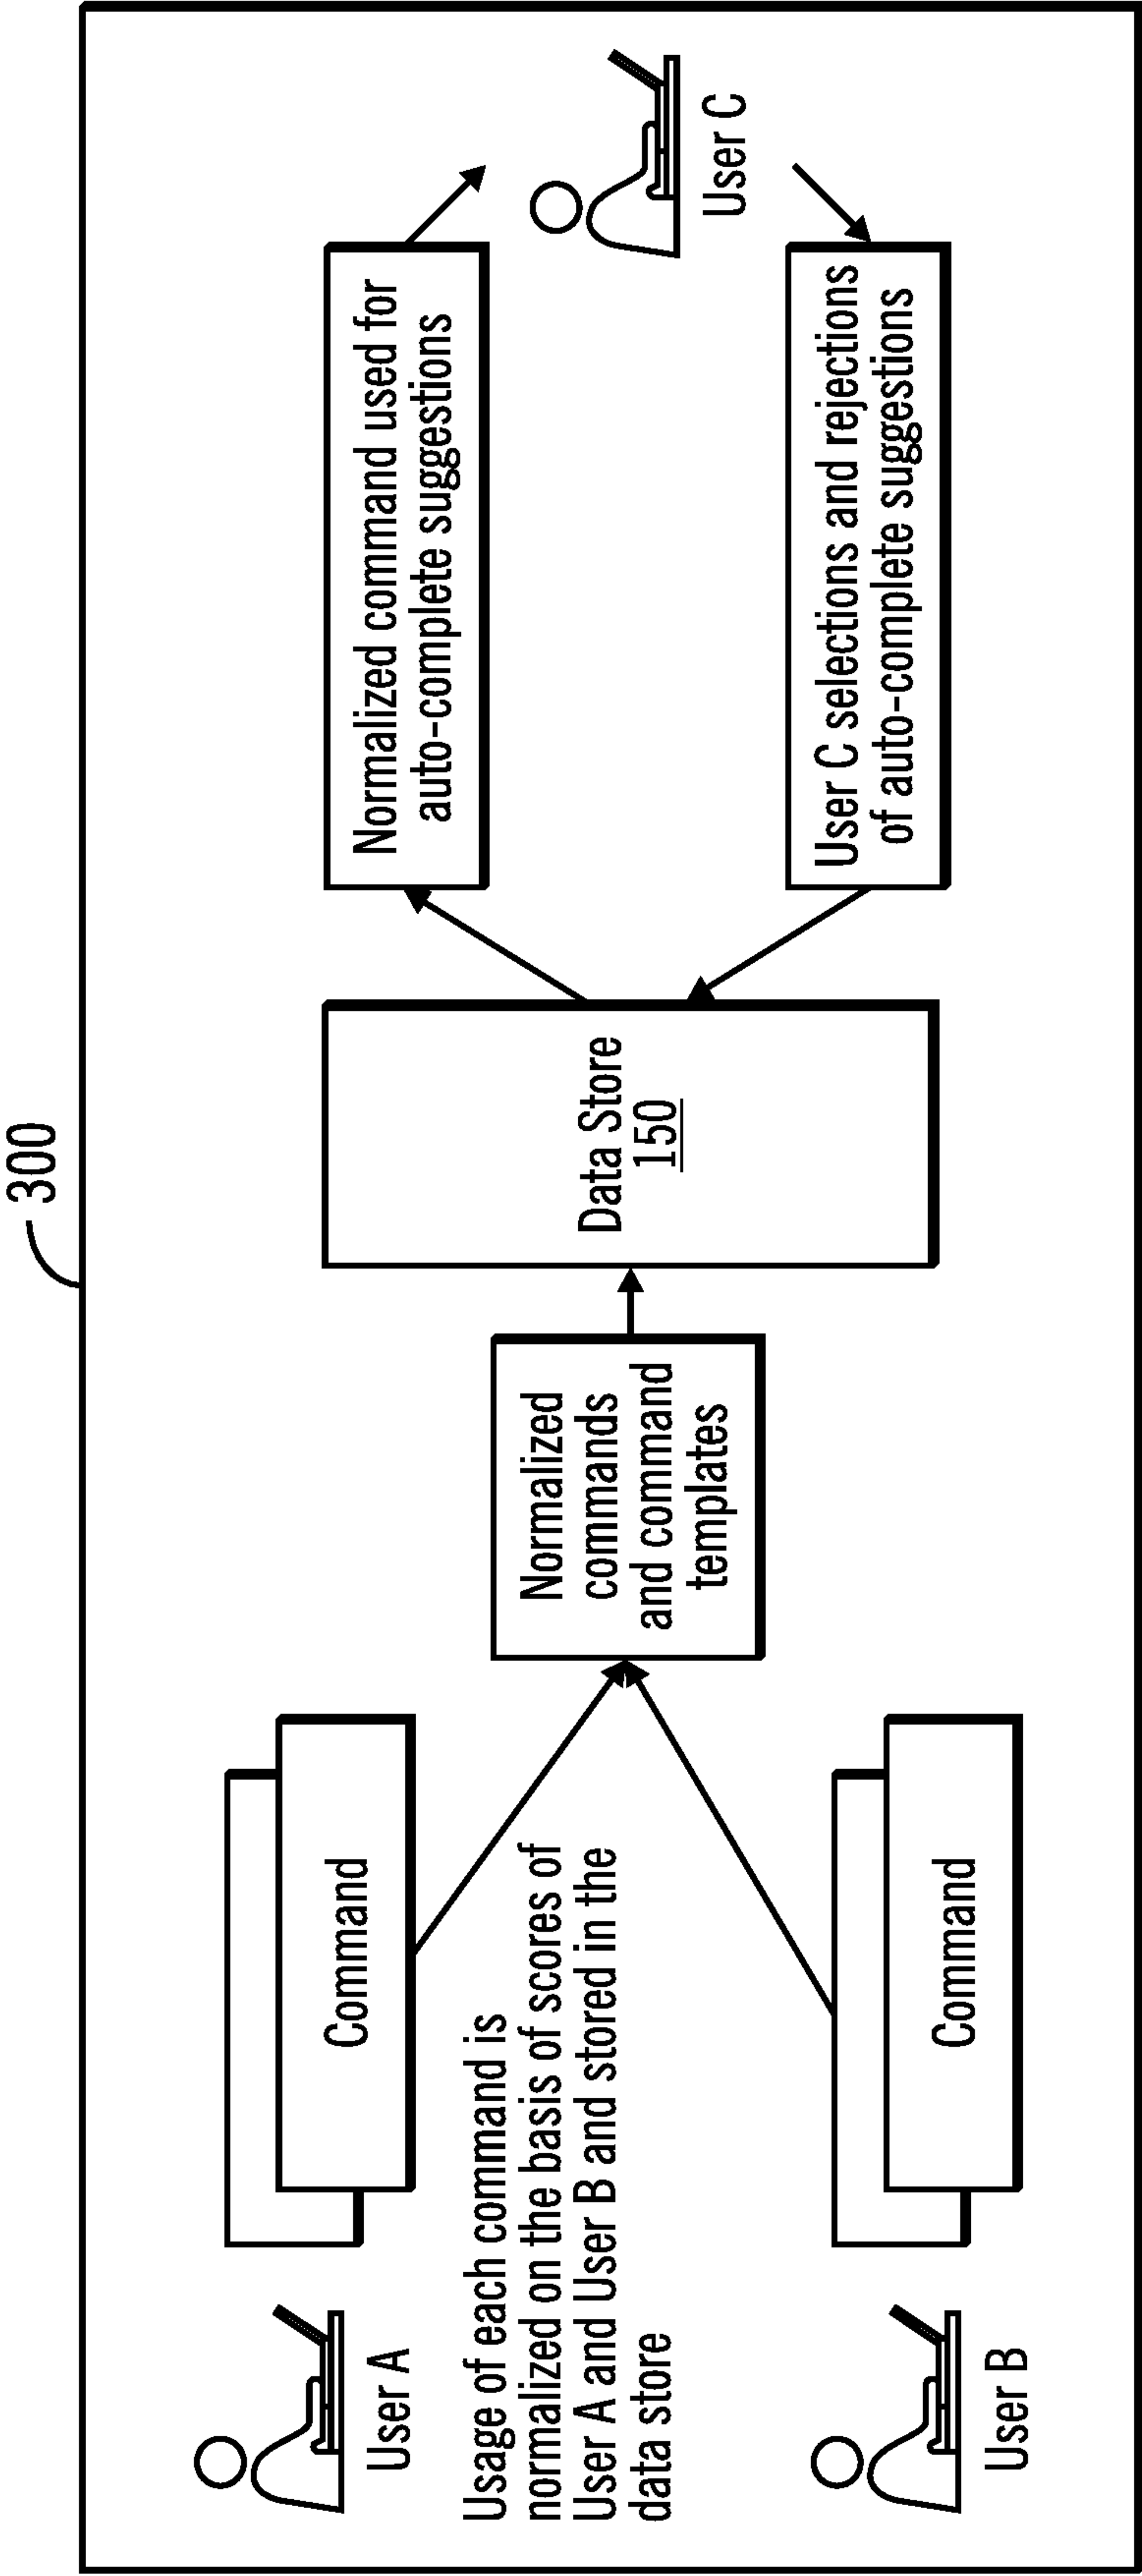 300
User A
Command
Usage of each command is
normalized on the basis of scores of
User A and User B and stored in the
data store
User B
Command
Normalized
commands
and command
templates
Data Store
150
Normalized command used for
auto-complete suggestions
User C
User C selections and rejections
of auto-complete suggestions